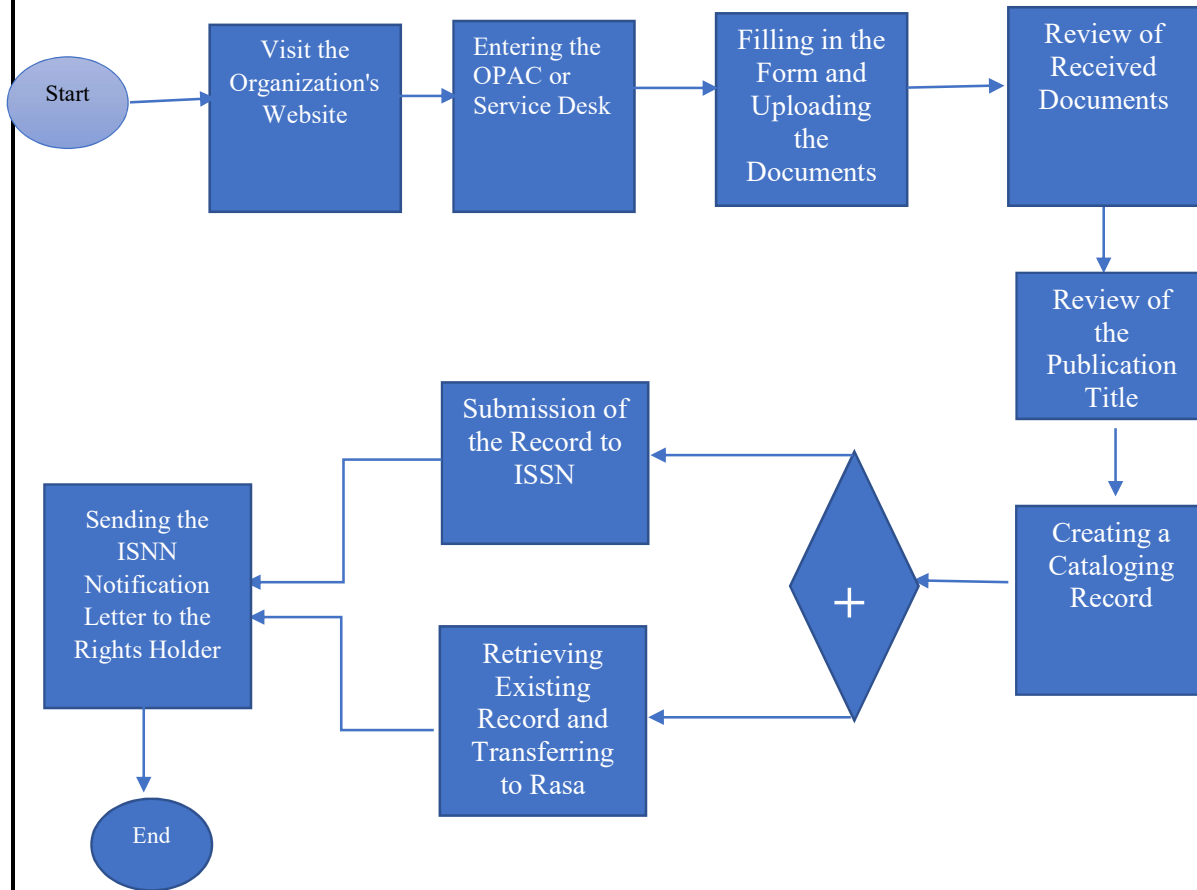 Start
Visit the
Organization's
Website
Entering the
OPAC or
Service Desk
Filling in the
Form and
Uploading
the
Documents
Review of
Received
Documents
Review of
the
Publication
Title
Creating a
Cataloging
Record
+
Submission of
the Record to
ISSN
Retrieving
Existing
Record and
Transferring
to Rasa
Sending the
ISNN
Notification
Letter to the
Rights Holder
End